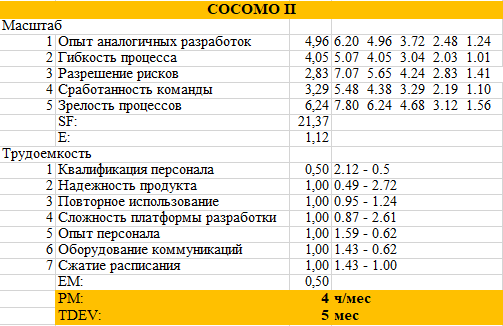 COCOMO II
Масштаб
1 Опыт аналогичных разработок 4,96 6.20 4.96 3.72 2.48 1.24
2 Гибкость процесса 4,05 5.07 4.05 3.04 2.03 1.01
3 Разрешение рисков 2,83 7.07 5.65 4.24 2.83 1.41
4 Сработанность команды 3,29 5.48 4.38 3.29 2.19 1.10
5 Зрелость процессов 6,24 7.80 6.24 4.68 3.12 1.56
SF: 21,37
E: 1,12
Трудоемкость
1 Квалификация персонала 0,50 2.12 - 0.5
2 Надежность продукта 1,00 0.49 - 2.72
3 Повторное использование 1,00 0.95 - 1.24
4 Сложность платформы разработки 1,00 0.87 - 2.61
5 Опыт персонала 1,00 1.59 - 0.62
6 Оборудование коммуникаций 1,00 1.43 - 0.62
7 Сжатие расписания 1,00 1.43 - 1.00
EM: 0,50
PM: 4 ч/мес
TDEV: 5 мес